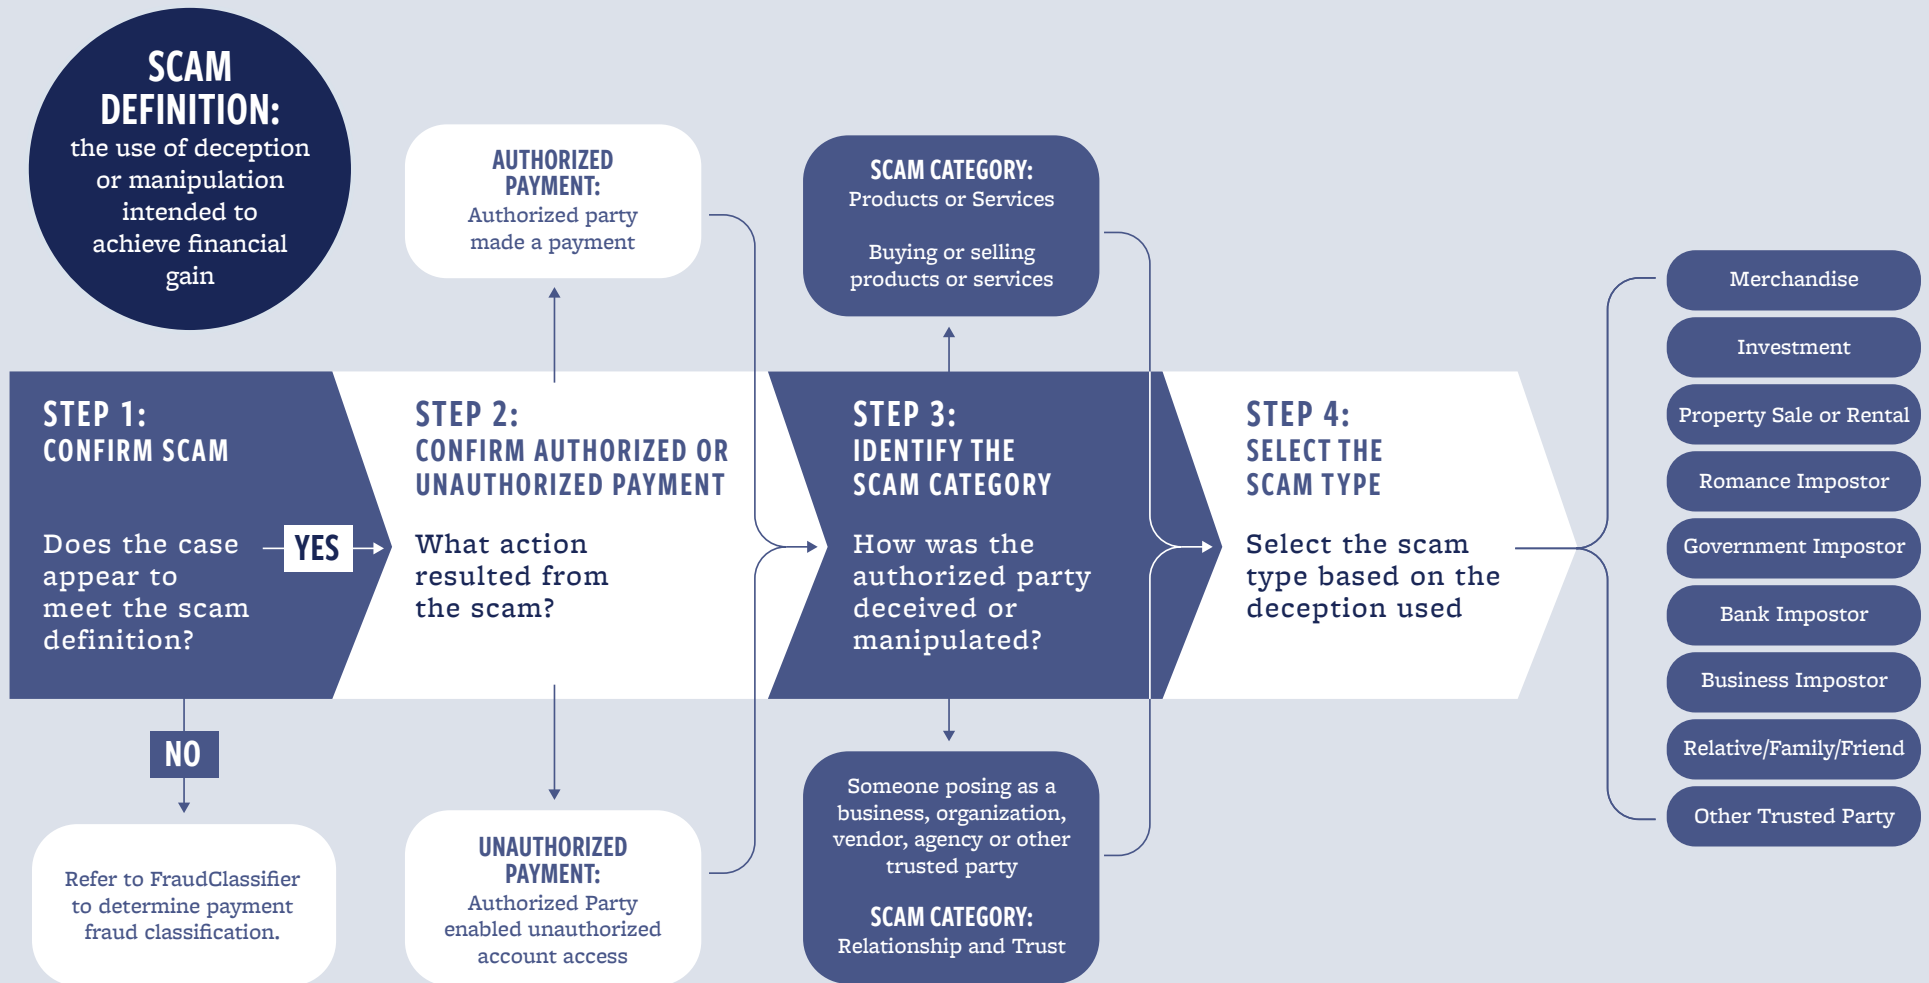 SCAM
DEFINITION:
the use of deception
or manipulation
intended to
achieve financial
gain
STEP 1:
CONFIRM SCAM
Does the case
appear to
meet the scam
definition?
YES
NO
Refer to FraudClassifier
to determine payment
fraud classification.
AUTHORIZED
PAYMENT:
Authorized party
made a payment
STEP 2:
CONFIRM AUTHORIZED OR
UNAUTHORIZED PAYMENT
What action
resulted from
the scam?
UNAUTHORIZED
PAYMENT:
Authorized Party
enabled unauthorized
account access
SCAM CATEGORY:
Products or Services
Buying or selling
products or services
STEP 3:
IDENTIFY THE
SCAM CATEGORY
How was the
authorized party
deceived or
manipulated?
Someone posing as a
business, organization,
vendor, agency or other
trusted party
SCAM CATEGORY:
Relationship and Trust
STEP 4:
SELECT THE
SCAM TYPE
Select the scam
type based on the
deception used
Merchandise
Investment
Property Sale or Rental
Romance Impostor
Government Impostor
Bank Impostor
Business Impostor
Relative/Family/Friend
Other Trusted Party